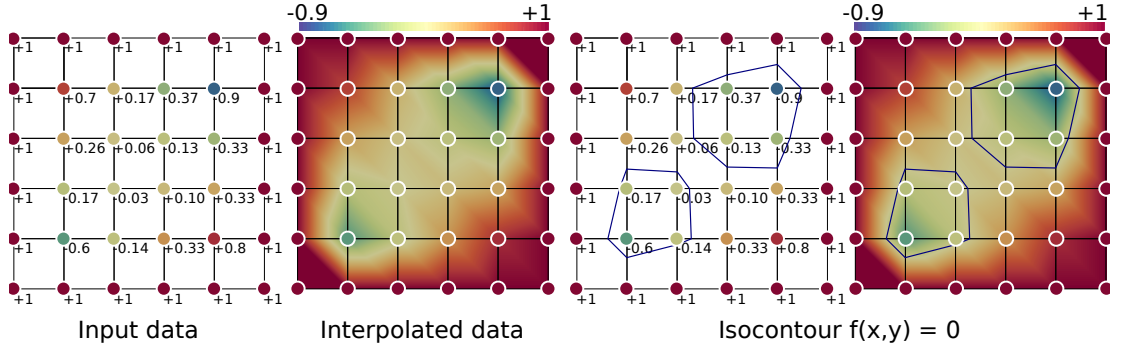 -0.9 +1 -0.9 +1
+1 +1 +1 +1 +1 +1 +1 +1 +1 +1 +1 +1
+1 +0.7 +0.17 -0.37 -0.9 +1 +1 +0.7 +0.17 -0.37 -0.9 +1
+1 +0.26 +0.06 -0.13 -0.33 +1 +1 +0.26 +0.06 -0.13 -0.33 +1
+1 -0.17 -0.03 +0.10 +0.33 +1 +1 -0.17 -0.03 +0.10 +0.33 +1
+1 -0.6 -0.14 +0.33 +0.8 +1 +1 -0.6 -0.14 +0.33 +0.8 +1
+1 +1 +1 +1 +1 +1 +1 +1 +1 +1 +1 +1
Input data Interpolated data Isocontour f(x,y) = 0